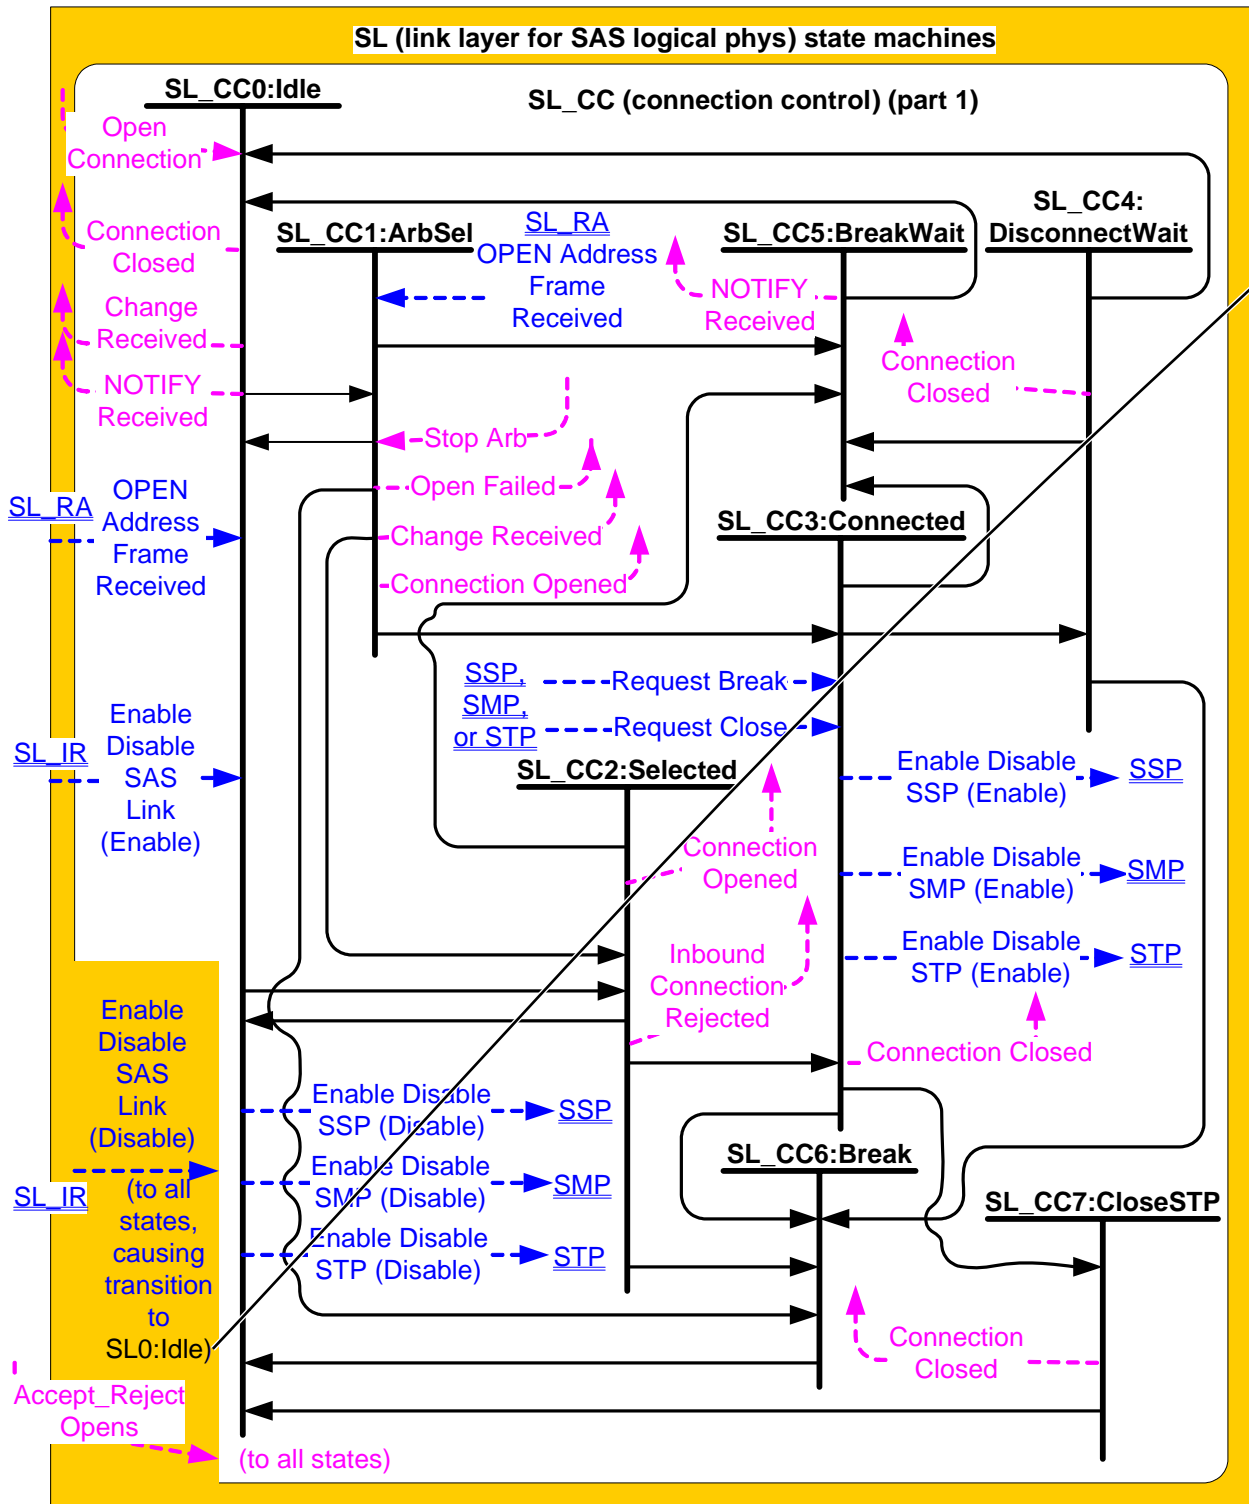 SL (link layer for SAS logical phys) state machines
SL_CC (connection control) (part 1)
SL_CC0:Idle
Open
Connection
Connection
Closed
Change
Received
NOTIFY
Received
SL_RA
OPEN
Address
Frame
Received
SL_IR
Enable
Disable
SAS
Link
(Enable)
Enable
Disable
SAS
Link
(Disable)
SL_IR
(to all
states,
causing
transition
to
SL0:Idle)
Accept_Reject
Opens
(to all states)
SL_CC1:ArbSel
SL_RA
OPEN Address
Frame
Received
Stop Arb
Open Failed
Change Received
Connection Opened
SL_CC5:BreakWait
NOTIFY
Received
SL_CC4:
DisconnectWait
Connection
Closed
SL_CC3:Connected
SSP,
SMP,
or STP
Request Break
Request Close
Enable Disable
SSP (Enable)
SSP
Enable Disable
SMP (Enable)
SMP
Enable Disable
STP (Enable)
STP
Connection Closed
SL_CC2:Selected
Connection
Opened
Inbound
Connection
Rejected
Enable Disable
SSP (Disable)
SSP
Enable Disable
SMP (Disable)
SMP
Enable Disable
STP (Disable)
STP
SL_CC6:Break
SL_CC7:CloseSTP
Connection
Closed